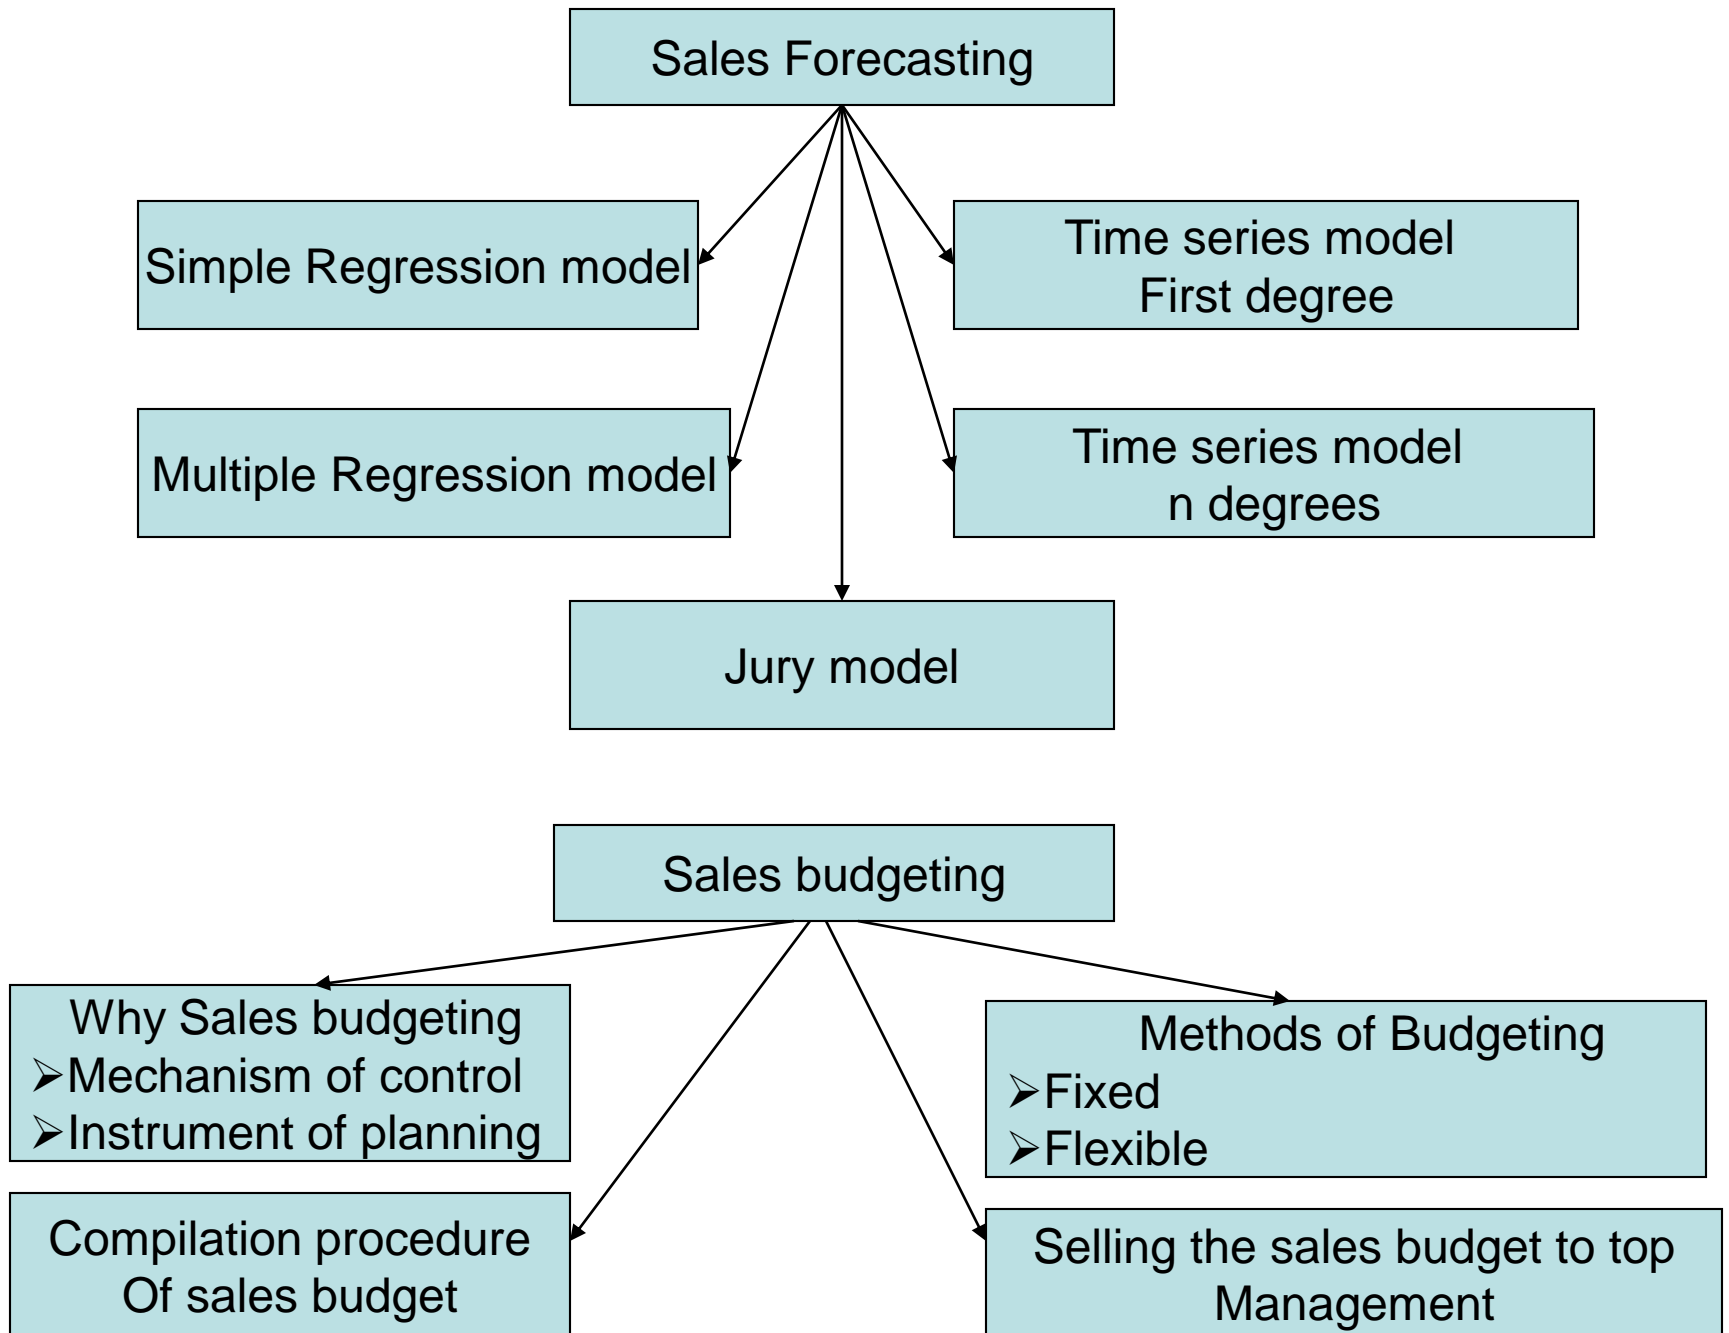 Sales Forecasting
Simple Regression model
Time series model
First degree
Multiple Regression model
Time series model
n degrees
Jury model
Sales budgeting
Why Sales budgeting
➢Mechanism of control
➢Instrument of planning
Methods of Budgeting
➢Fixed
➢Flexible
Compilation procedure
Of sales budget
Selling the sales budget to top
Management